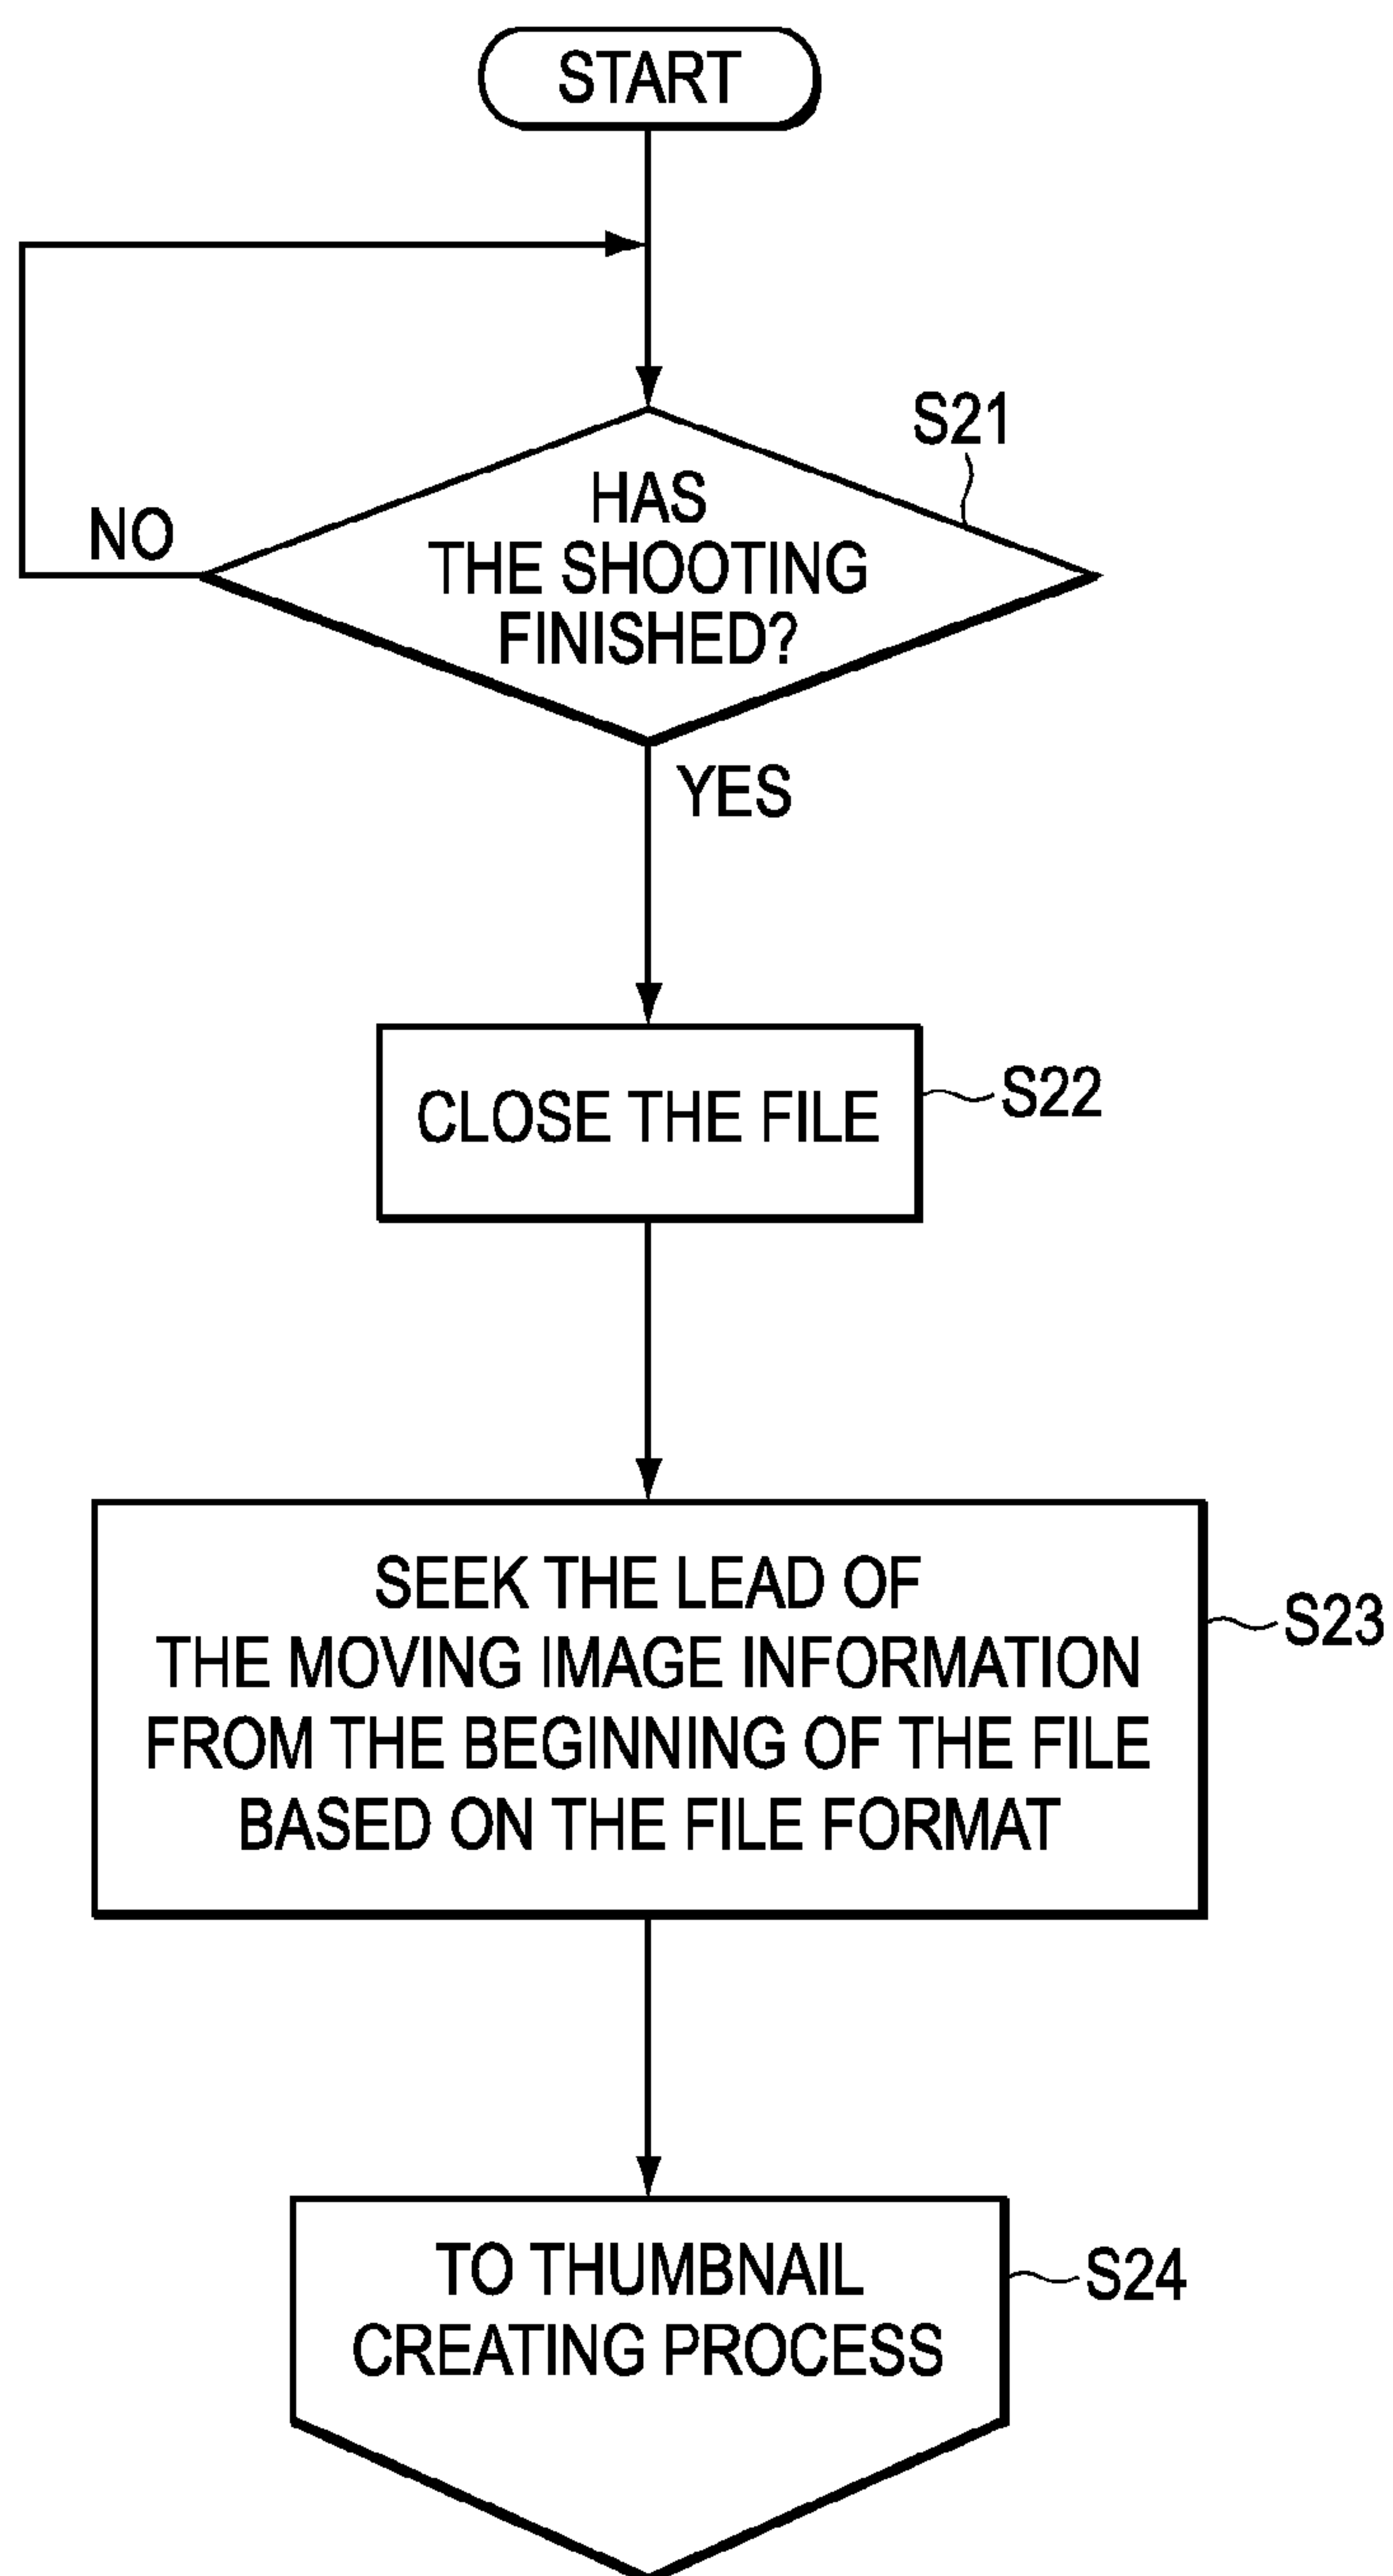 START
S21
HAS
THE SHOOTING
FINISHED?
NO
YES
CLOSE THE FILE
S22
SEEK THE LEAD OF
THE MOVING IMAGE INFORMATION
FROM THE BEGINNING OF THE FILE
BASED ON THE FILE FORMAT
S23
TO THUMBNAIL
CREATING PROCESS
S24